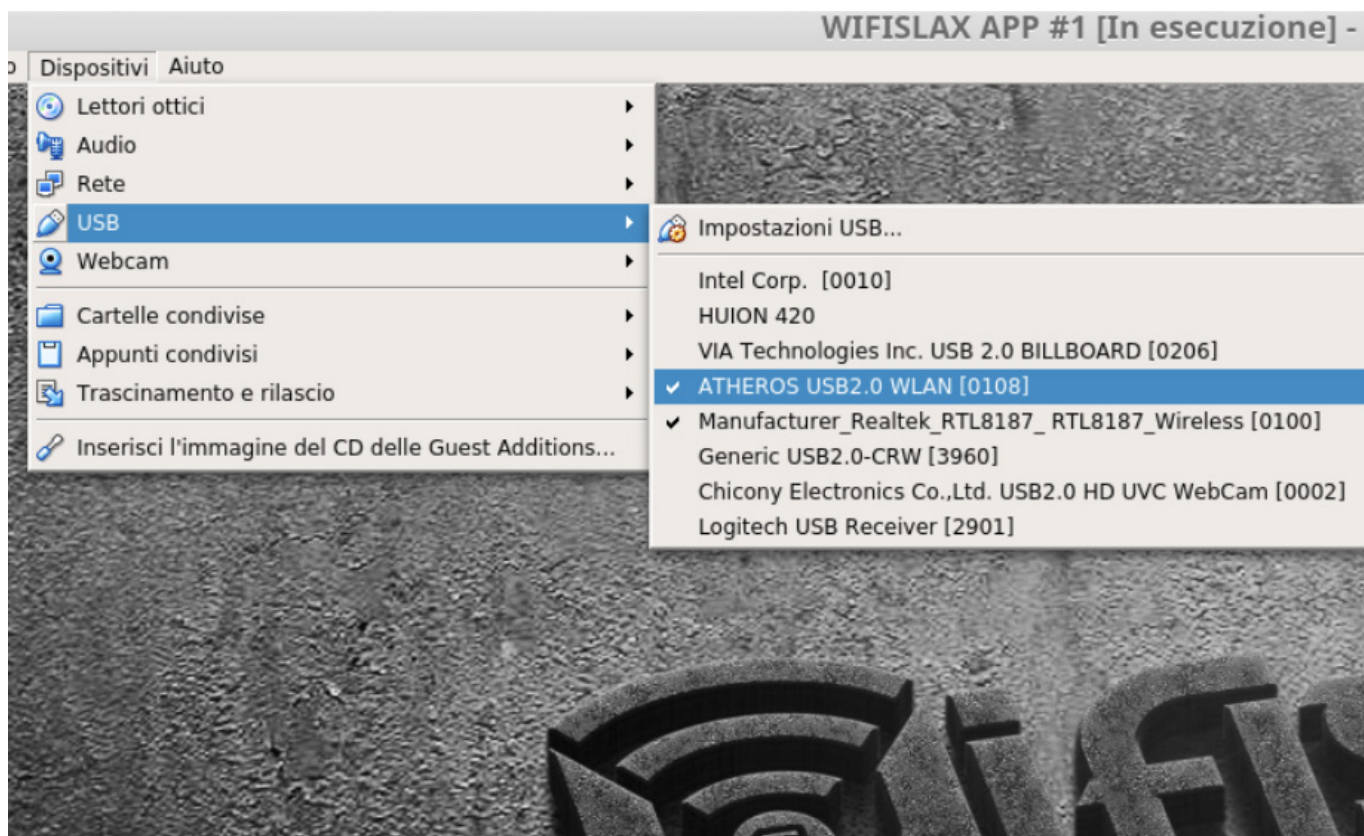 WIFISLAX APP #1 [In esecuzione] -
Dispositivi Aiuto
Lettori ottici
Audio
Rete
USB
Webcam
Cartelle condivise
Appunti condivisi
Trascinamento e rilascio
Inserisci l'immagine del CD delle Guest Additions...
Impostazioni USB...
Intel Corp. [0010]
HUION 420
VIA Technologies Inc. USB 2.0 BILLBOARD [0206]
ATHEROS USB2.0 WLAN [0108]
Manufacturer_Realtek_RTL8187_ RTL8187_Wireless [0100]
Generic USB2.0-CRW [3960]
Chicony Electronics Co.,Ltd. USB2.0 HD UVC WebCam [0002]
Logitech USB Receiver [2901]